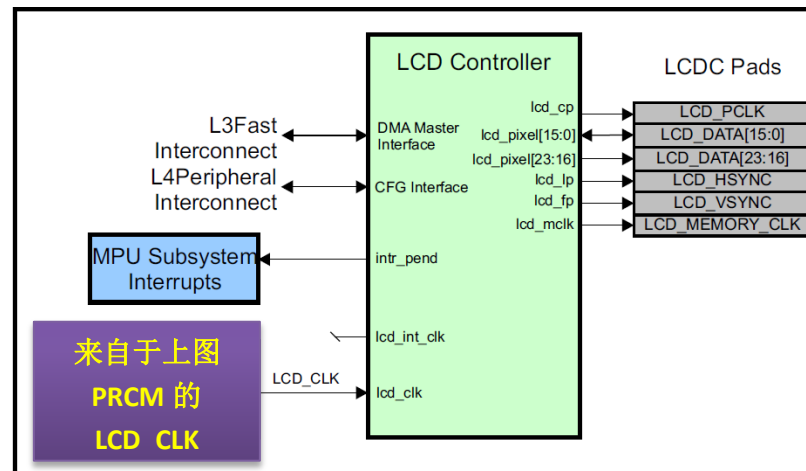 LCD Controller
LCDC Pads
L3Fast
Interconnect
L4Peripheral
Interconnect
DMA Master
Interface
CFG Interface
lcd_cp
lcd_pixel[15:0]
lcd_pixel[23:16]
lcd_lp
lcd_fp
lcd_mclk
LCD_PCLK
LCD_DATA[15:0]
LCD_DATA[23:16]
LCD_HSYNC
LCD_VSYNC
LCD_MEMORY_CLK
MPU Subsystem
Interrupts
intr_pend
lcd_int_clk
来自于上图
PRCM 的
LCD CLK
LCD_CLK
lcd_clk